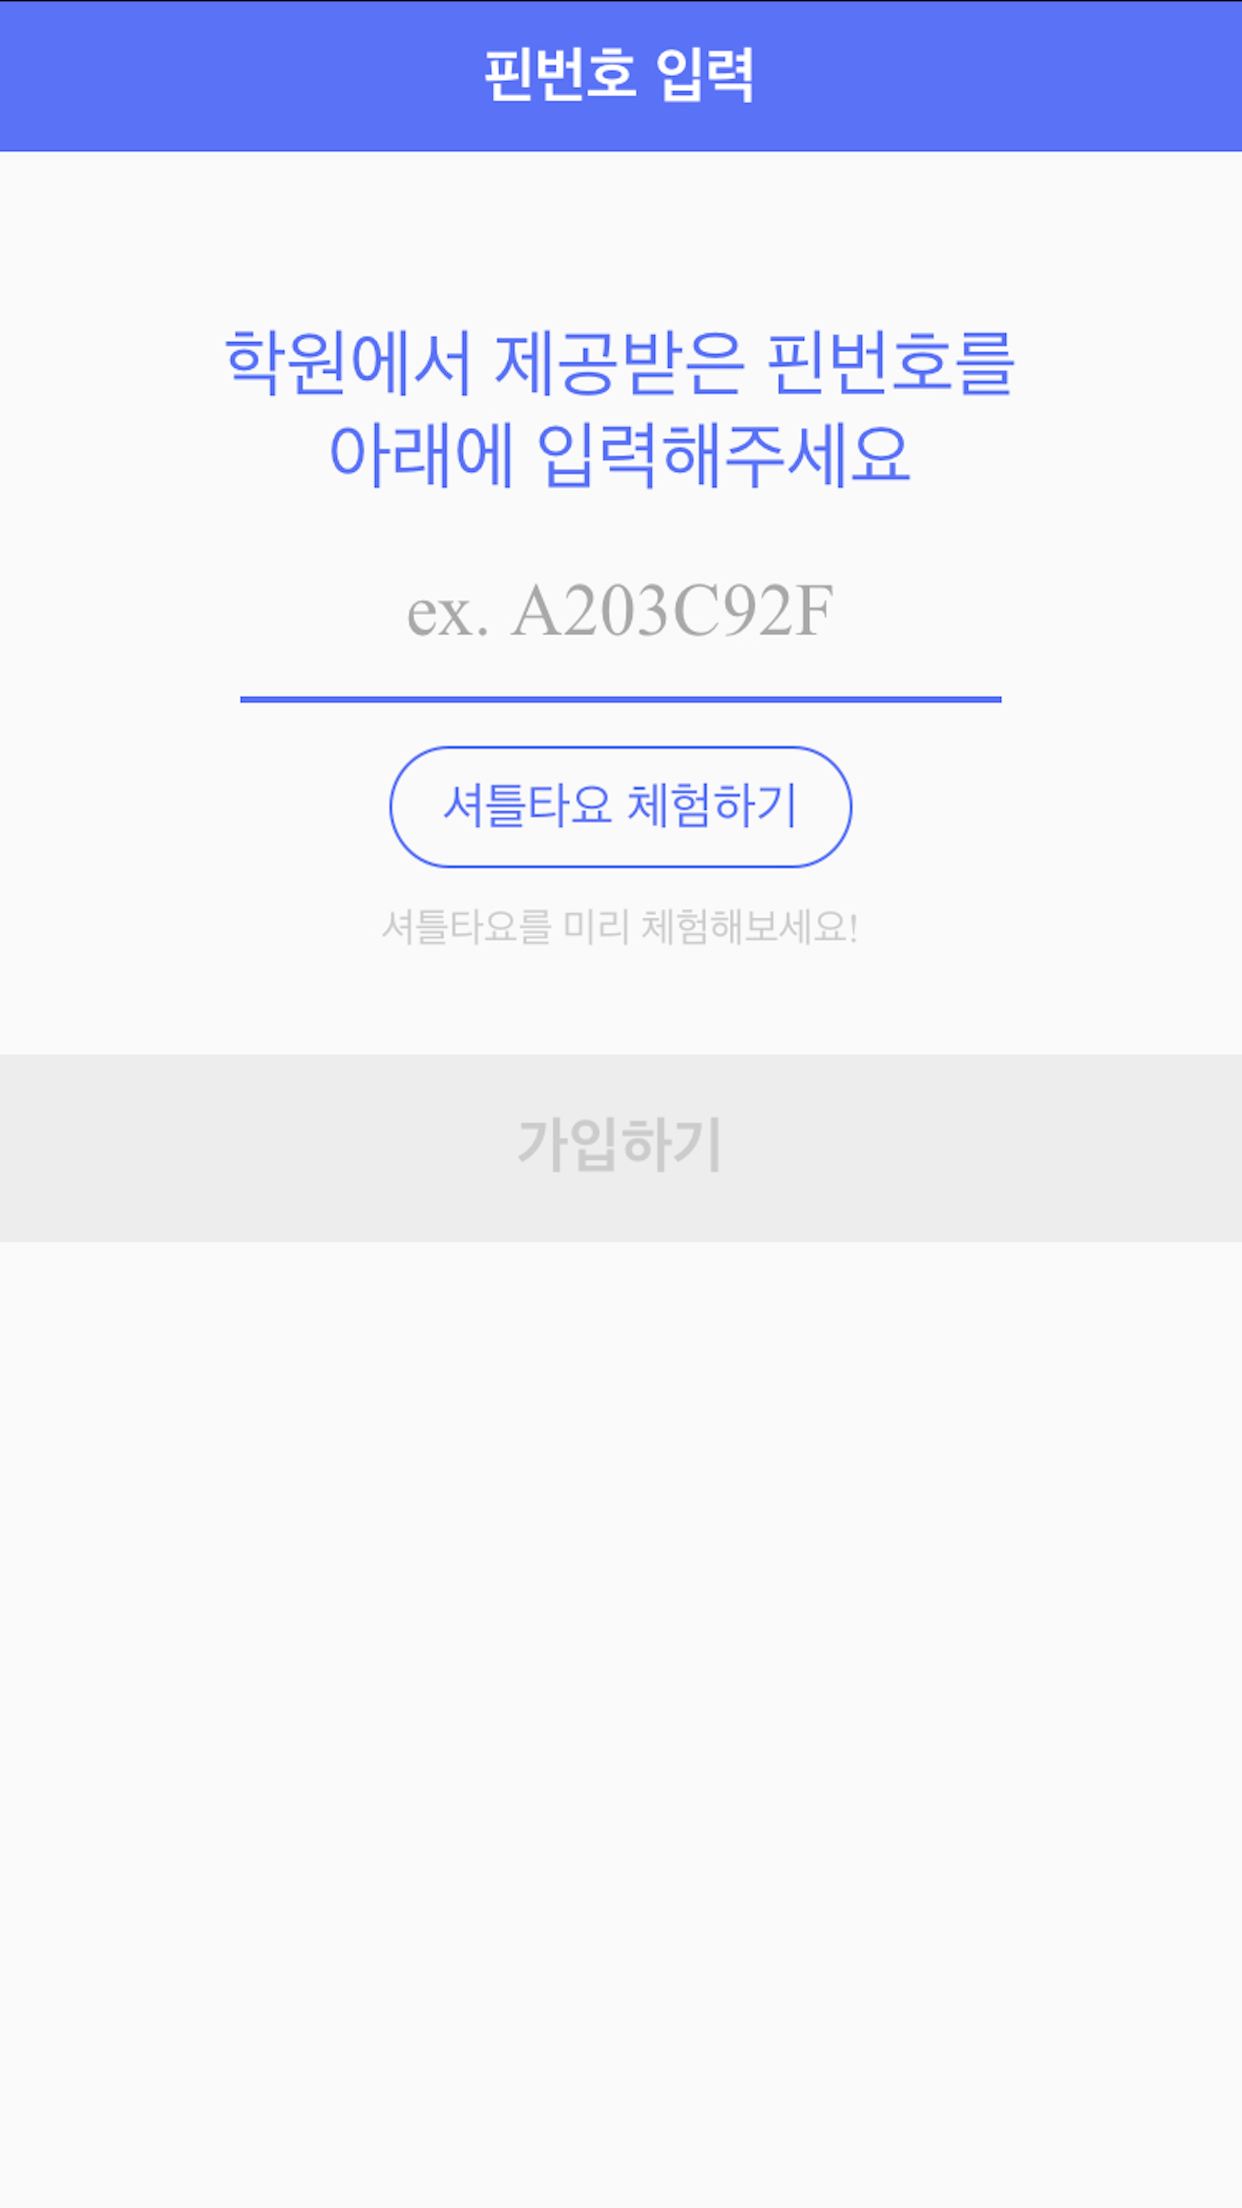 핀번호 입력
학원에서 제공받은 핀번호를
아래에 입력해주세요
ex. A203C92F
셔틀타요 체험하기
셔틀타요를 미리 체험해보세요!
가입하기